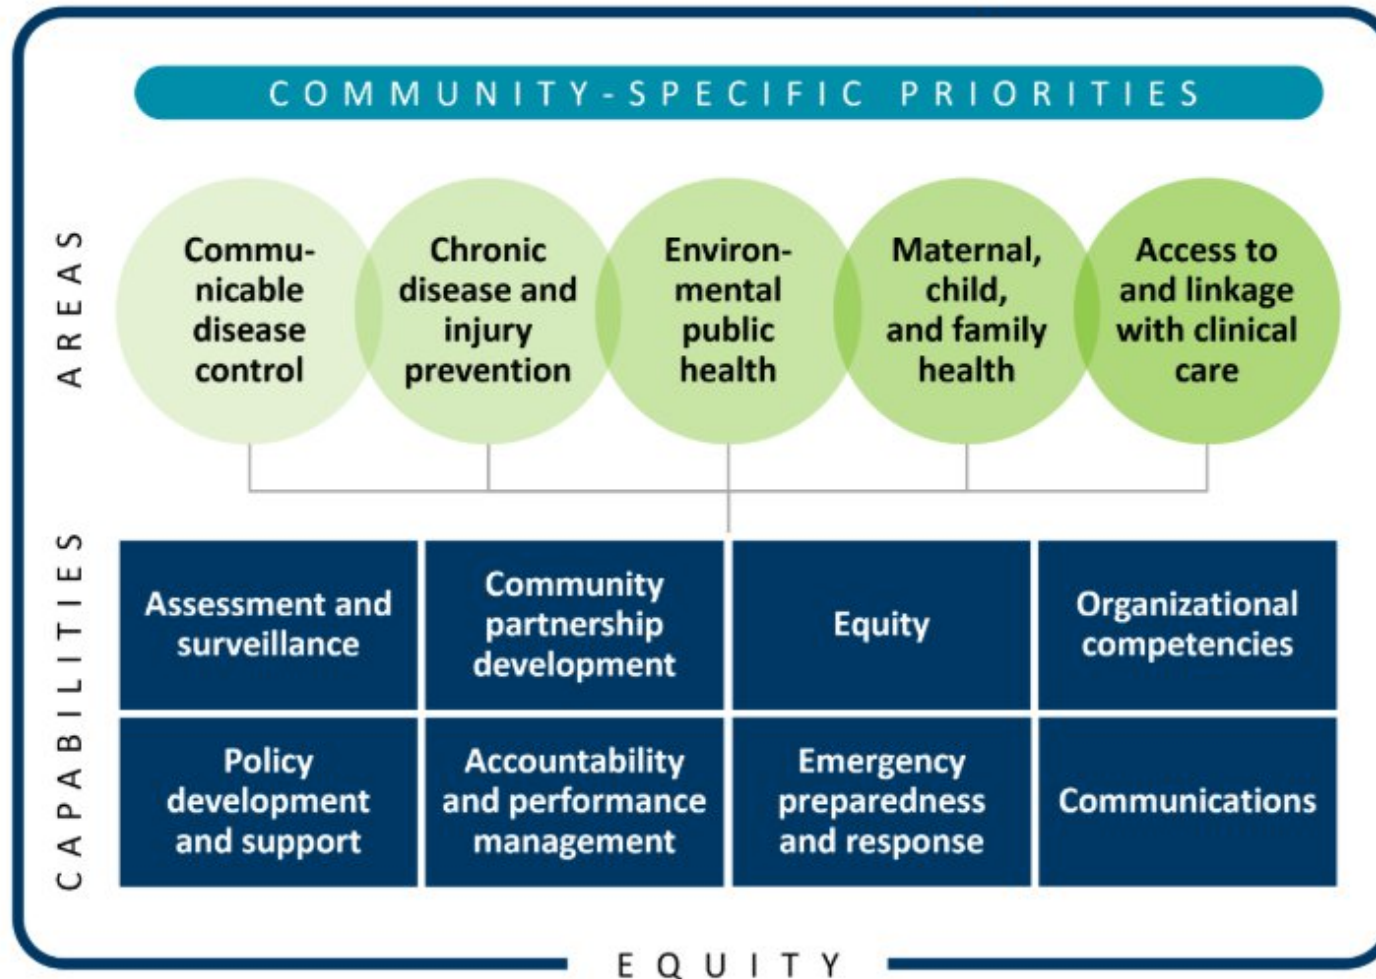 COMMUNITY-SPECIFIC PRIORITIES
AREAS
Commu-
nicable
disease
control
Chronic
disease and
injury
prevention
Environ-
mental
public
health
Maternal,
child,
and family
health
Access to
and linkage
with clinical
care
CAPABILITIES
Assessment and
surveillance
Community
partnership
development
Equity
Organizational
competencies
Policy
development
and support
Accountability
and performance
management
Emergency
preparedness
and response
Communications
EQUITY